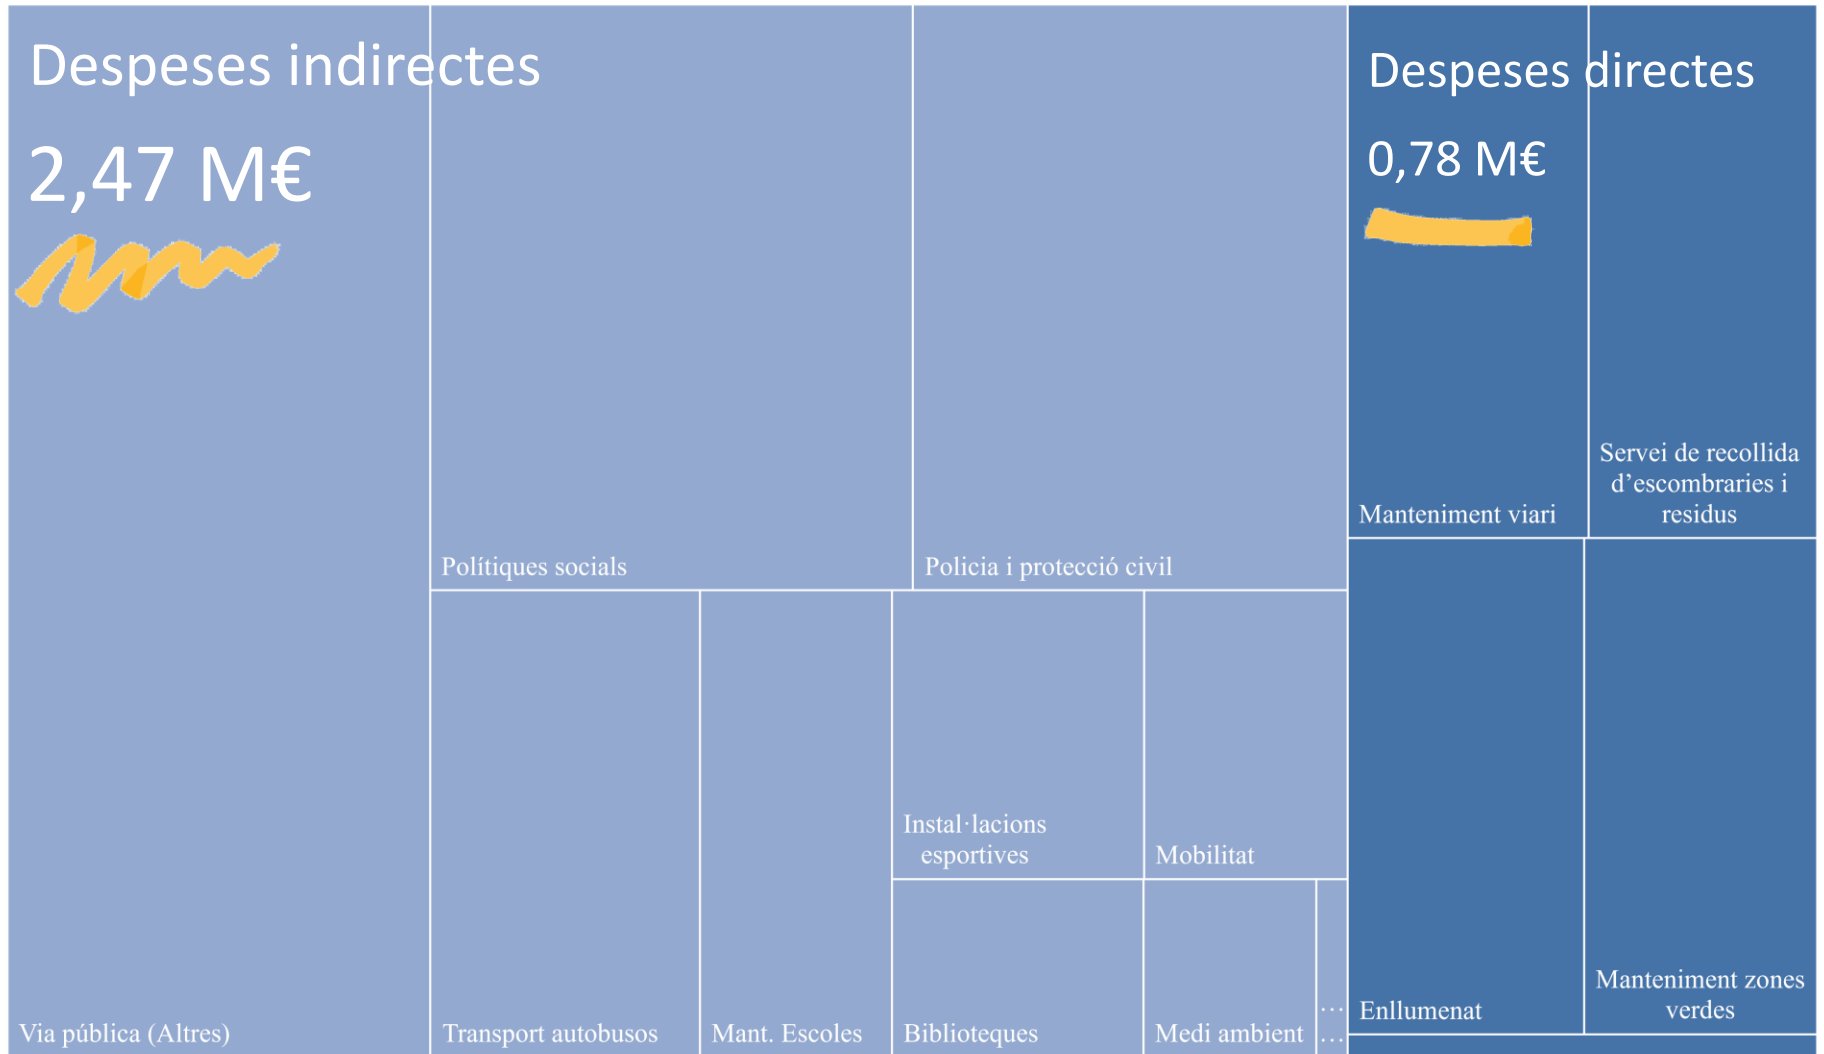 Despeses indirectes
2,47 M€
Despeses directes
0,78 M€
Servei de recollida
d’escombraries i
residus
Manteniment viari
Polítiques socials
Policia i protecció civil
Instal·lacions
esportives
Mobilitat
Manteniment zones
verdes
Enllumenat
Via pública (Altres)
Transport autobusos
Mant. Escoles
Biblioteques
Medi ambient
…
…